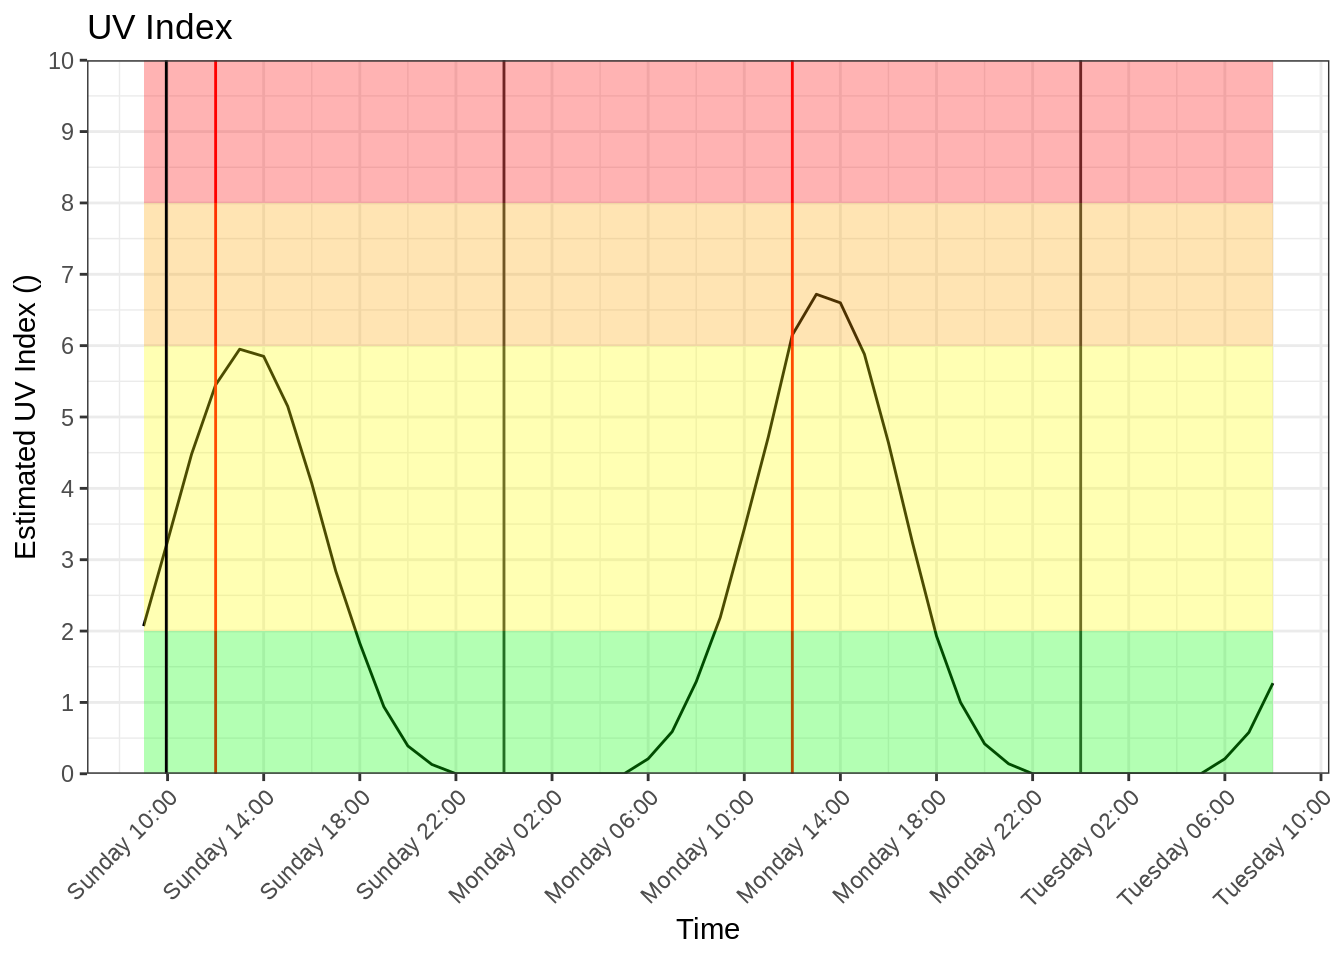 UV Index
10
9
8
7
6
5
4
3
2
1
0
Estimated UV Index ()
Sunday 10:00
Sunday 14:00
Sunday 18:00
Sunday 22:00
Monday 02:00
Monday 06:00
Monday 10:00
Monday 14:00
Monday 18:00
Monday 22:00
Tuesday 02:00
Tuesday 06:00
Tuesday 10:00
Time